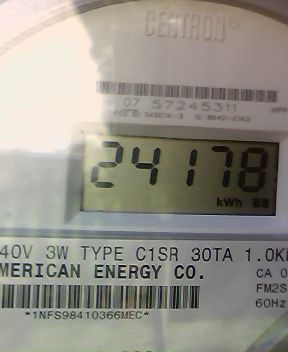 CENTRON®
07 57245311
24178
kWh
40V 3W TYPE C1SR 30TA 1.0K
MERICAN ENERGY CO.
CA 0
FM2S
60Hz
*1NFS98410366MEC*